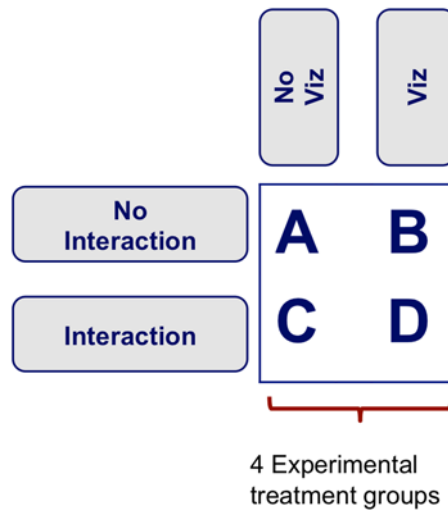 No
Viz
Viz
No
Interaction
A B
Interaction
C D
4 Experimental
treatment groups